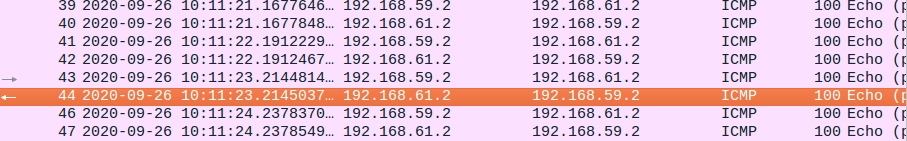 39 2020-09-26 10:11:21.1677646… 192.168.59.2 192.168.61.2 ICMP 100 Echo (p
40 2020-09-26 10:11:21.1677848… 192.168.61.2 192.168.59.2 ICMP 100 Echo (p
41 2020-09-26 10:11:22.1912229… 192.168.59.2 192.168.61.2 ICMP 100 Echo (p
42 2020-09-26 10:11:22.1912467… 192.168.61.2 192.168.59.2 ICMP 100 Echo (p
43 2020-09-26 10:11:23.2144814… 192.168.59.2 192.168.61.2 ICMP 100 Echo (p
44 2020-09-26 10:11:23.2145037… 192.168.61.2 192.168.59.2 ICMP 100 Echo (p
46 2020-09-26 10:11:24.2378370… 192.168.59.2 192.168.61.2 ICMP 100 Echo (p
47 2020-09-26 10:11:24.2378549… 192.168.61.2 192.168.59.2 ICMP 100 Echo (p